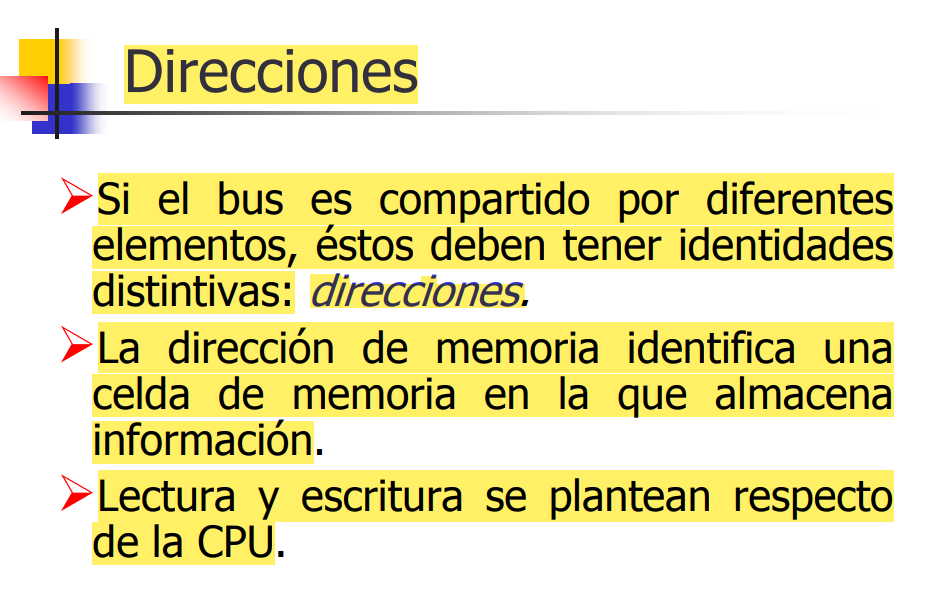 Direcciones
Si el bus es compartido por diferentes
elementos, éstos deben tener identidades
distintivas: direcciones.
La dirección de memoria identifica una
celda de memoria en la que almacena
información.
Lectura y escritura se plantean respecto
de la CPU.